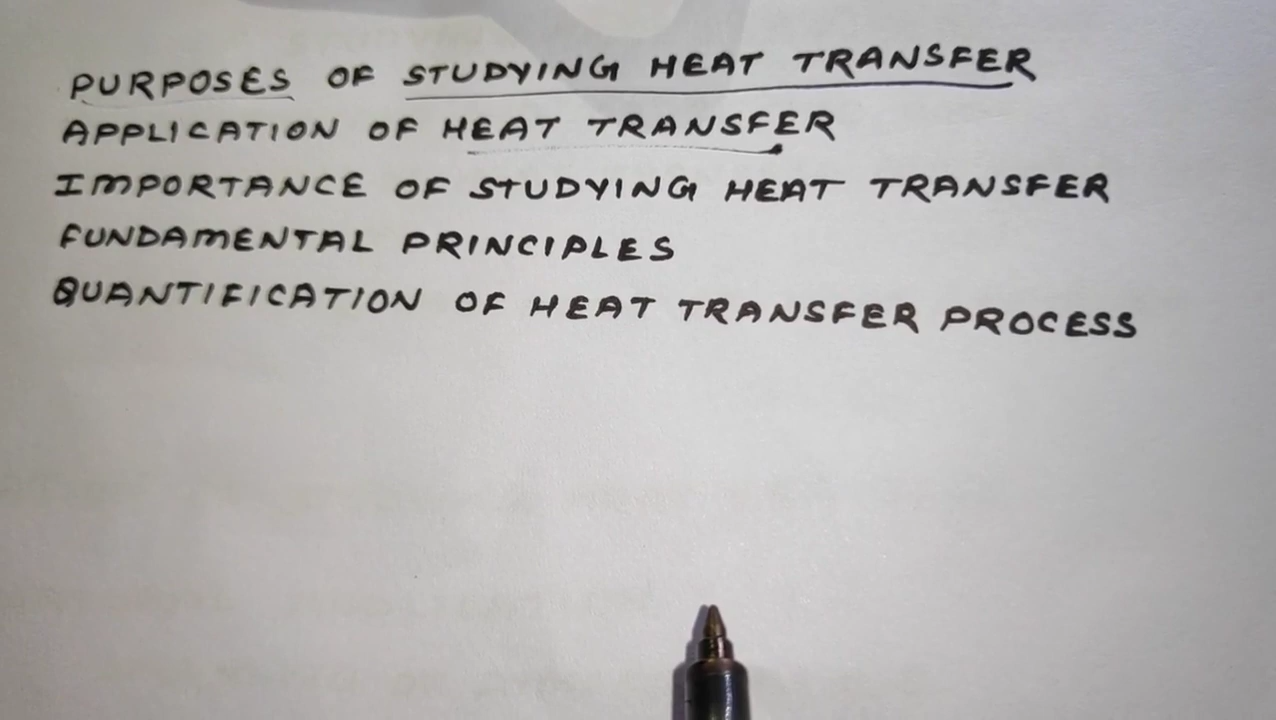 PURPOSES OF STUDYING HEAT TRANSFER
APPLICATION OF HEAT TRANSFER
IMPORTANCE OF STUDYING HEAT TRANSFER
FUNDAMENTAL PRINCIPLES
QUANTIFICATION OF HEAT TRANSFER PROCESS